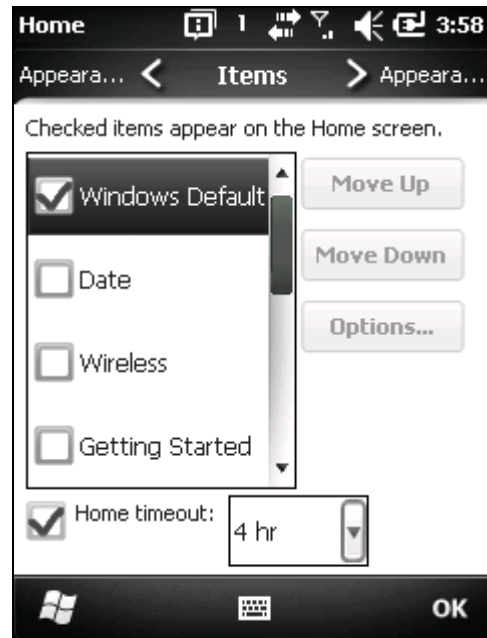 Home 1 3:58
Appeara... Items Appeara...
Checked items appear on the Home screen.
Windows Default
Move Up
Date
Move Down
Wireless
Options...
Getting Started
Home timeout: 4 hr
OK